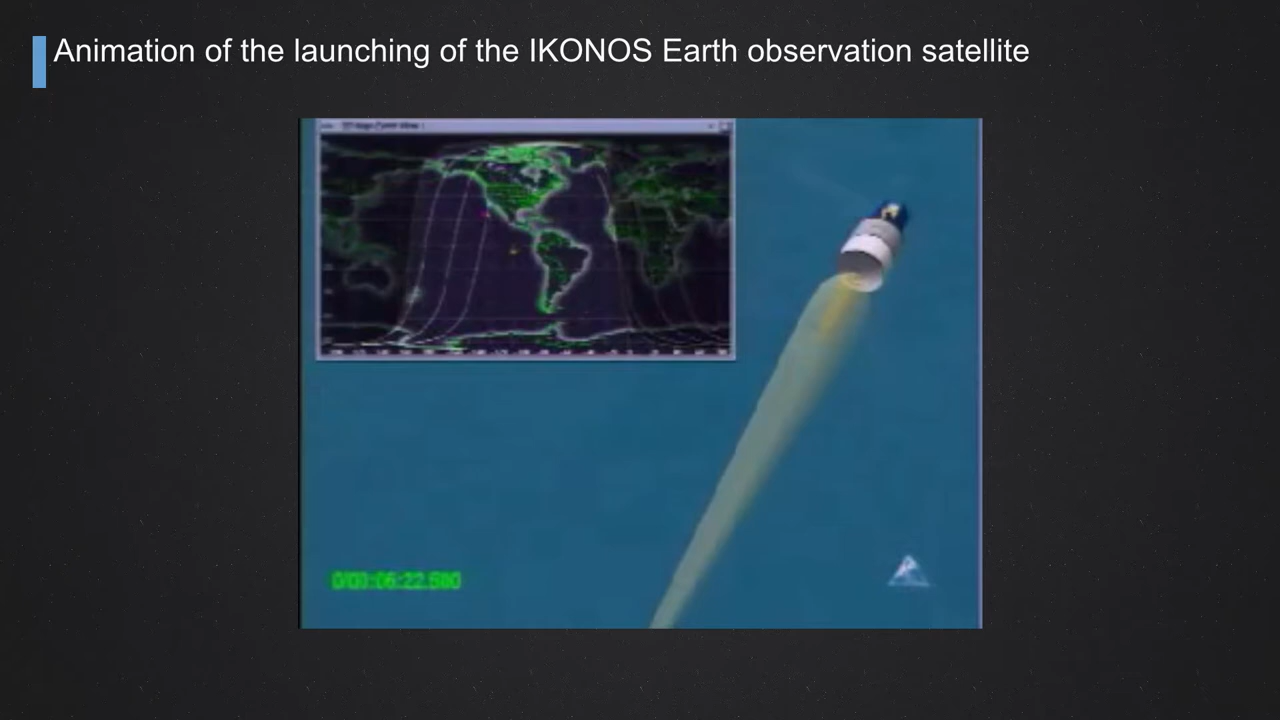 Animation of the launching of the IKONOS Earth observation satellite